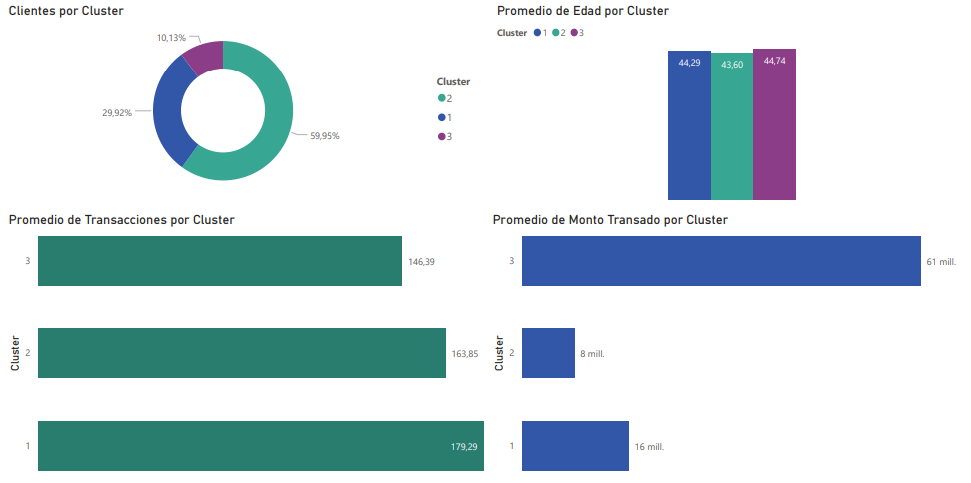 Clientes por Cluster
10,13%
29,92%
59,95%
Cluster
2
1
3
Promedio de Edad por Cluster
Cluster 1 2 3
44,29 43,60 44,74
Promedio de Transacciones por Cluster
Cluster
3 146,39
2 163,85
1 179,29
Promedio de Monto Transado por Cluster
Cluster
3 61 mill.
2 8 mill.
1 16 mill.